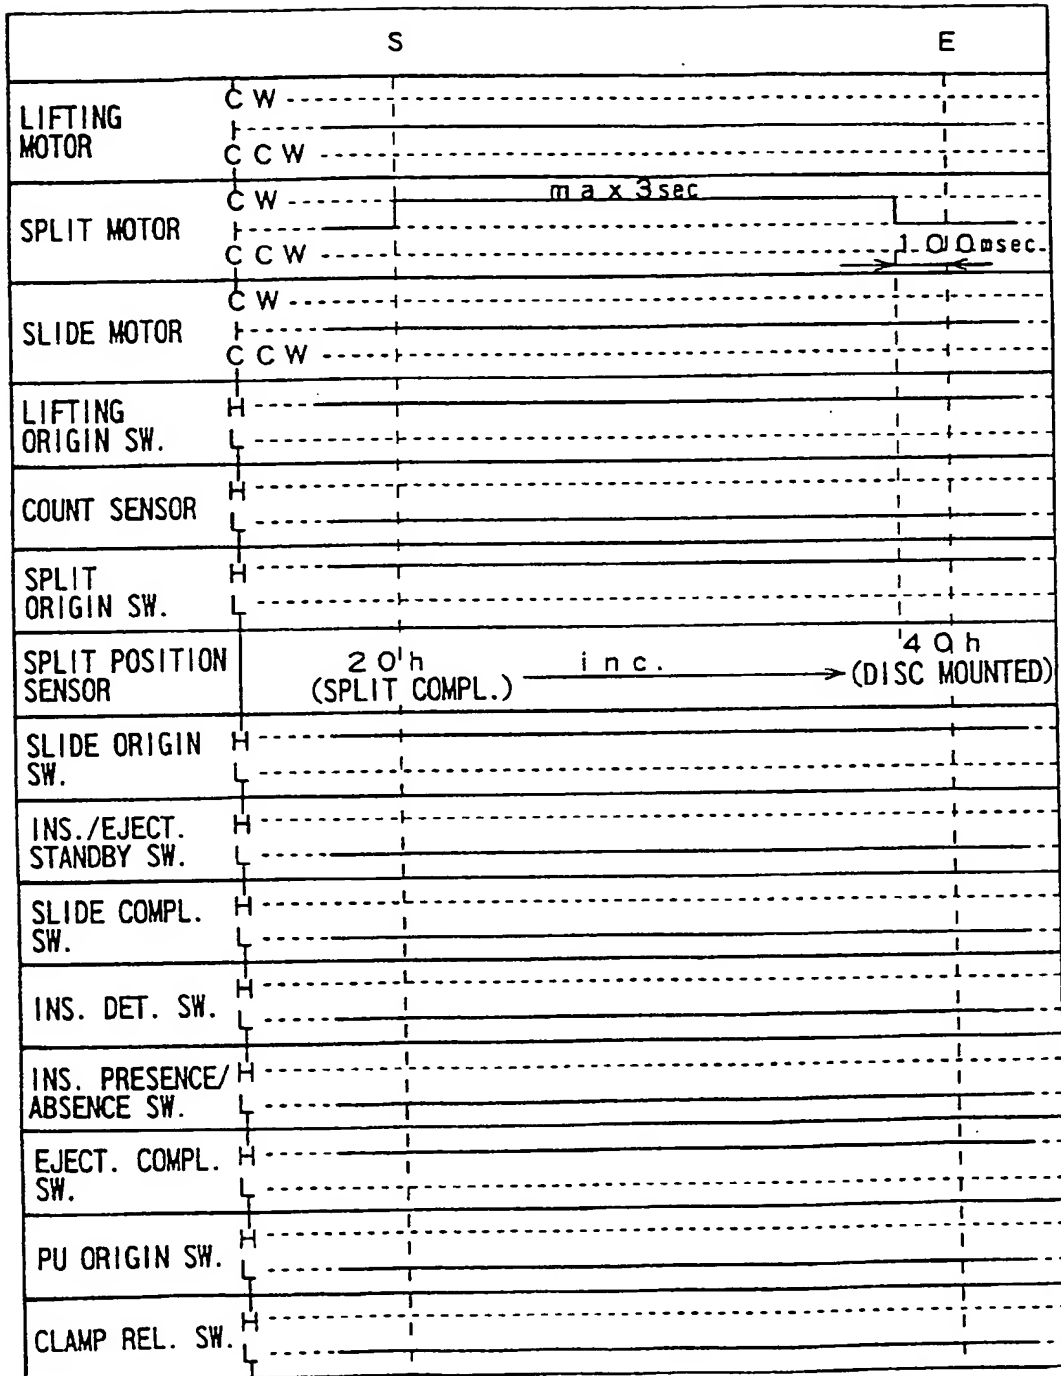 S E
LIFTING
MOTOR
CW
CCW
SPLIT MOTOR
CW
CCW
max 3sec
100msec
SLIDE MOTOR
CW
CCW
LIFTING
ORIGIN SW.
H
L
COUNT SENSOR
H
L
SPLIT
ORIGIN SW.
H
L
SPLIT POSITION
SENSOR
20h inc. 40h
(SPLIT COMPL.) (DISC MOUNTED)
SLIDE ORIGIN
SW.
H
L
INS./EJECT.
STANDBY SW.
H
L
SLIDE COMPL.
SW.
H
L
INS. DET. SW.
H
L
INS. PRESENCE/
ABSENCE SW.
H
L
EJECT. COMPL.
SW.
H
L
PU ORIGIN SW.
H
L
CLAMP REL. SW.
H
L